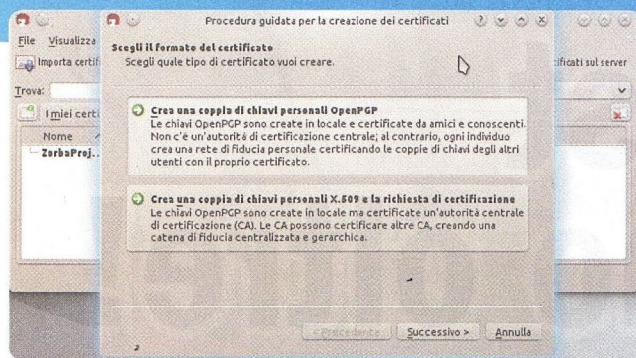 Procedura guidata per la creazione dei certificati
File Visualizza
Scegli il formato del certificato
Importa certif
Scegli quale tipo di certificato vuoi creare.
ificati sul server
Trova:
I miei certi
Crea una coppia di chiavi personali OpenPGP
Le chiavi OpenPGP sono create in locale e certificate da amici e conoscenti.
Nome
Non c'è un'autorità di certificazione centrale; al contrario, ogni individuo
ZorbaProj..
crea una rete di fiducia personale certificando le coppie di chiavi degli altri
utenti con il proprio certificato.
Crea una coppia di chiavi personali X.509 e la richiesta di certificazione
Le chiavi OpenPGP sono create in locale ma certificate un'autorità centrale
di certificazione (CA). Le CA possono certificare altre CA, creando una
catena di fiducia centralizzata e gerarchica.
< Precedente Successivo > Annulla